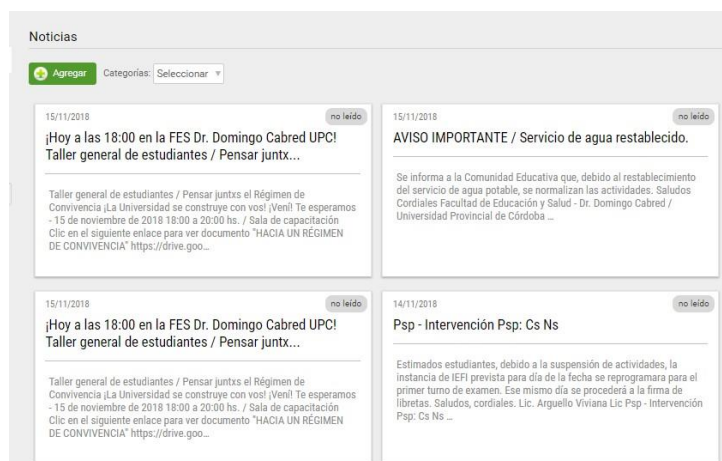 Noticias
Agregar Categorías: Seleccionar
15/11/2018 no leído
¡Hoy a las 18:00 en la FES Dr. Domingo Cabred UPC!
Taller general de estudiantes / Pensar juntx...
Taller general de estudiantes / Pensar juntxs el Régimen de
Convivencia ¡La Universidad se construye con vos! ¡Vení! Te esperamos
- 15 de noviembre de 2018 18:00 a 20:00 hs. / Sala de capacitación
Clic en el siguiente enlace para ver documento "HACIA UN RÉGIMEN
DE CONVIVENCIA" https://drive.goo...
15/11/2018 no leído
AVISO IMPORTANTE / Servicio de agua restablecido.
Se informa a la Comunidad Educativa que, debido al restablecimiento
del servicio de agua potable, se normalizan las actividades. Saludos
Cordiales Facultad de Educación y Salud - Dr. Domingo Cabred /
Universidad Provincial de Córdoba ...
15/11/2018 no leído
¡Hoy a las 18:00 en la FES Dr. Domingo Cabred UPC!
Taller general de estudiantes / Pensar juntx...
Taller general de estudiantes / Pensar juntxs el Régimen de
Convivencia ¡La Universidad se construye con vos! ¡Vení! Te esperamos
- 15 de noviembre de 2018 18:00 a 20:00 hs. / Sala de capacitación
Clic en el siguiente enlace para ver documento "HACIA UN RÉGIMEN
DE CONVIVENCIA" https://drive.goo...
14/11/2018 no leído
Psp - Intervención Psp: Cs Ns
Estimados estudiantes, debido a la suspensión de actividades, la
instancia de IEFI prevista para día de la fecha se reprogramara para el
primer turno de examen. Ese mismo día se procederá a la firma de
libretas. Saludos, cordiales. Lic. Arguello Viviana Lic Psp - Intervención
Psp: Cs Ns ...